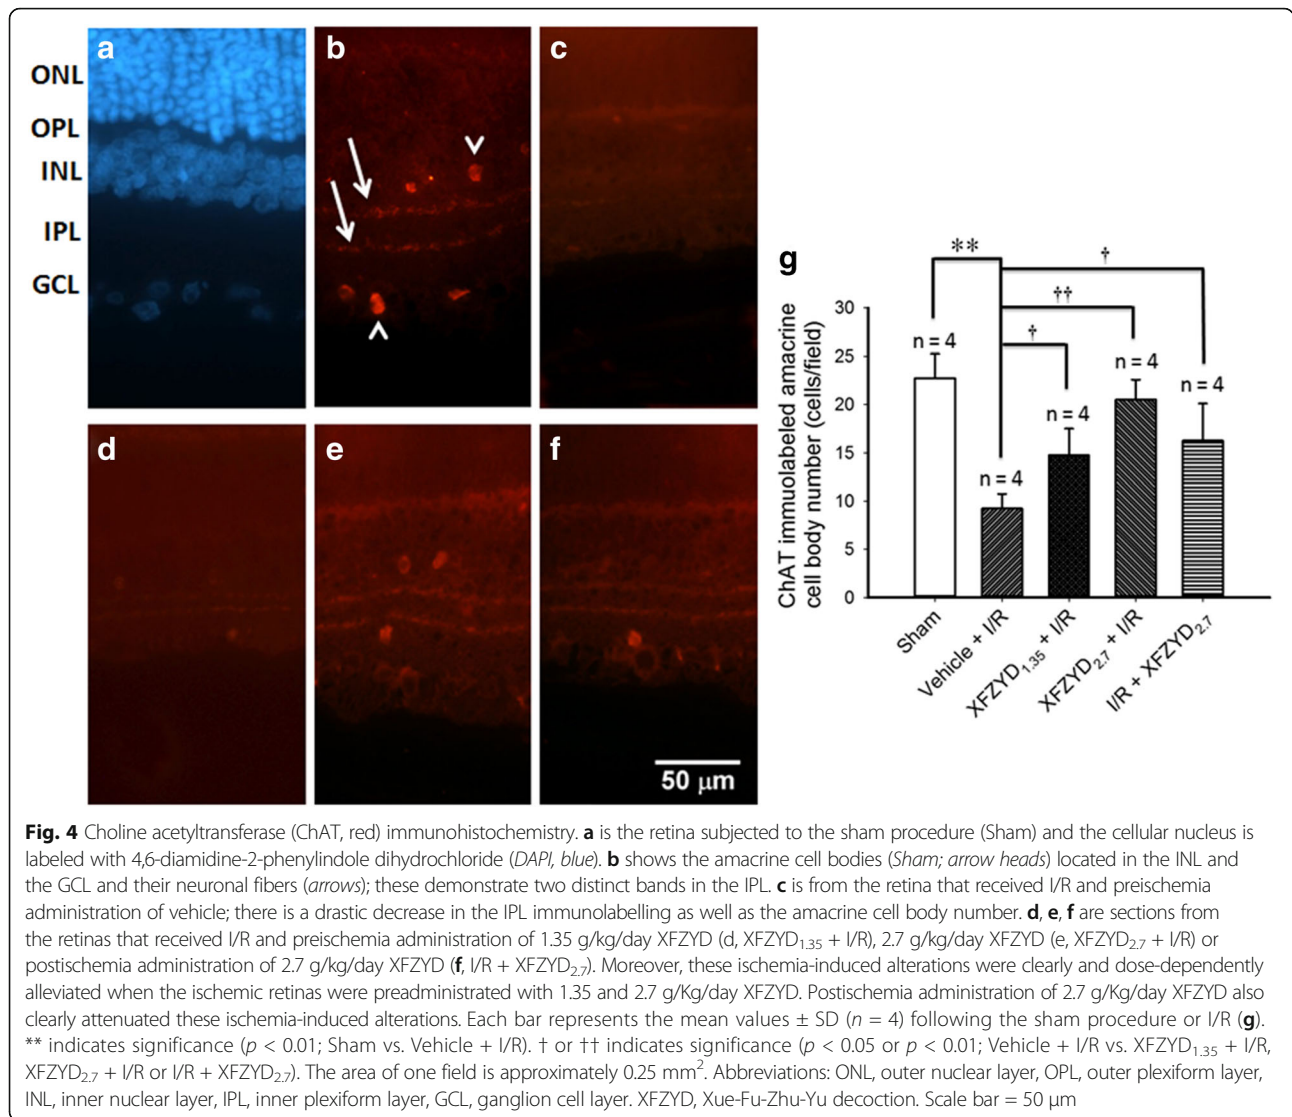 a
b
c
ONL
OPL
INL
IPL
GCL
d
e
f
50 μm
g
** 
†
††
†
ChAT immuolabeled amacrine
cell body number (cells/field)
30
25
20
15
10
5
0
n = 4
n = 4
n = 4
n = 4
n = 4
Sham
Vehicle + I/R
XFZYD1.35 + I/R
XFZYD2.7 + I/R
I/R + XFZYD2.7
Fig. 4 Choline acetyltransferase (ChAT, red) immunohistochemistry. a is the retina subjected to the sham procedure (Sham) and the cellular nucleus is
labeled with 4,6-diamidine-2-phenylindole dihydrochloride (DAPI, blue). b shows the amacrine cell bodies (Sham; arrow heads) located in the INL and
the GCL and their neuronal fibers (arrows); these demonstrate two distinct bands in the IPL. c is from the retina that received I/R and preischemia
administration of vehicle; there is a drastic decrease in the IPL immunolabelling as well as the amacrine cell body number. d, e, f are sections from
the retinas that received I/R and preischemia administration of 1.35 g/kg/day XFZYD (d, XFZYD1.35 + I/R), 2.7 g/kg/day XFZYD (e, XFZYD2.7 + I/R) or
postischemia administration of 2.7 g/kg/day XFZYD (f, I/R + XFZYD2.7). Moreover, these ischemia-induced alterations were clearly and dose-dependently
alleviated when the ischemic retinas were preadministrated with 1.35 and 2.7 g/Kg/day XFZYD. Postischemia administration of 2.7 g/Kg/day XFZYD also
clearly attenuated these ischemia-induced alterations. Each bar represents the mean values ± SD (n = 4) following the sham procedure or I/R (g).
** indicates significance (p < 0.01; Sham vs. Vehicle + I/R). † or †† indicates significance (p < 0.05 or p < 0.01; Vehicle + I/R vs. XFZYD1.35 + I/R,
XFZYD2.7 + I/R or I/R + XFZYD2.7). The area of one field is approximately 0.25 mm². Abbreviations: ONL, outer nuclear layer, OPL, outer plexiform layer,
INL, inner nuclear layer, IPL, inner plexiform layer, GCL, ganglion cell layer. XFZYD, Xue-Fu-Zhu-Yu decoction. Scale bar = 50 μm